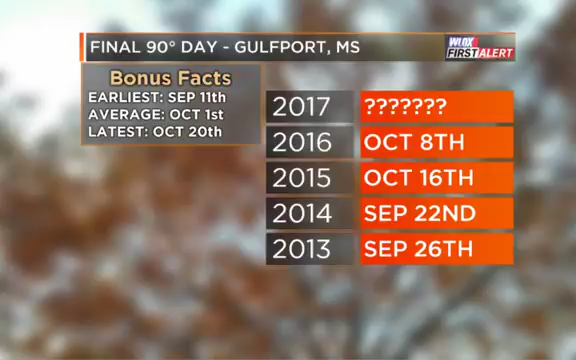 FINAL 90° DAY - GULFPORT, MS
WLOX
FIRST ALERT
Bonus Facts
EARLIEST: SEP 11th
AVERAGE: OCT 1st
LATEST: OCT 20th
2017 ???????
2016 OCT 8TH
2015 OCT 16TH
2014 SEP 22ND
2013 SEP 26TH